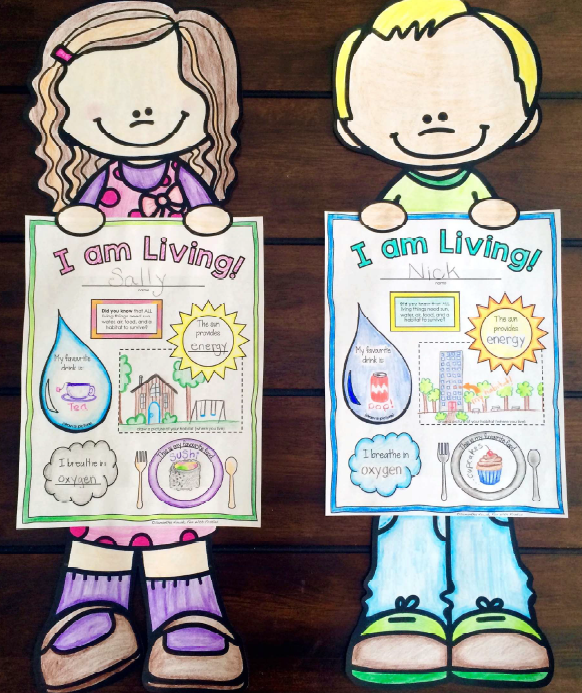 I am Living!
Sally
name
Did you know that ALL
living things need sun,
water, air, food, and a
habitat to survive?
The sun
provides
energy
My favourite
drink is:
Tea
I breathe in
oxygen
This is my favourite food
sushi
I am Living!
Nick
name
Did you know that ALL
living things need sun,
water, air, food, and a
habitat to survive?
The sun
provides
energy
My favourite
drink is:
pop!
I breathe in
oxygen
This is my favourite food
cupcakes